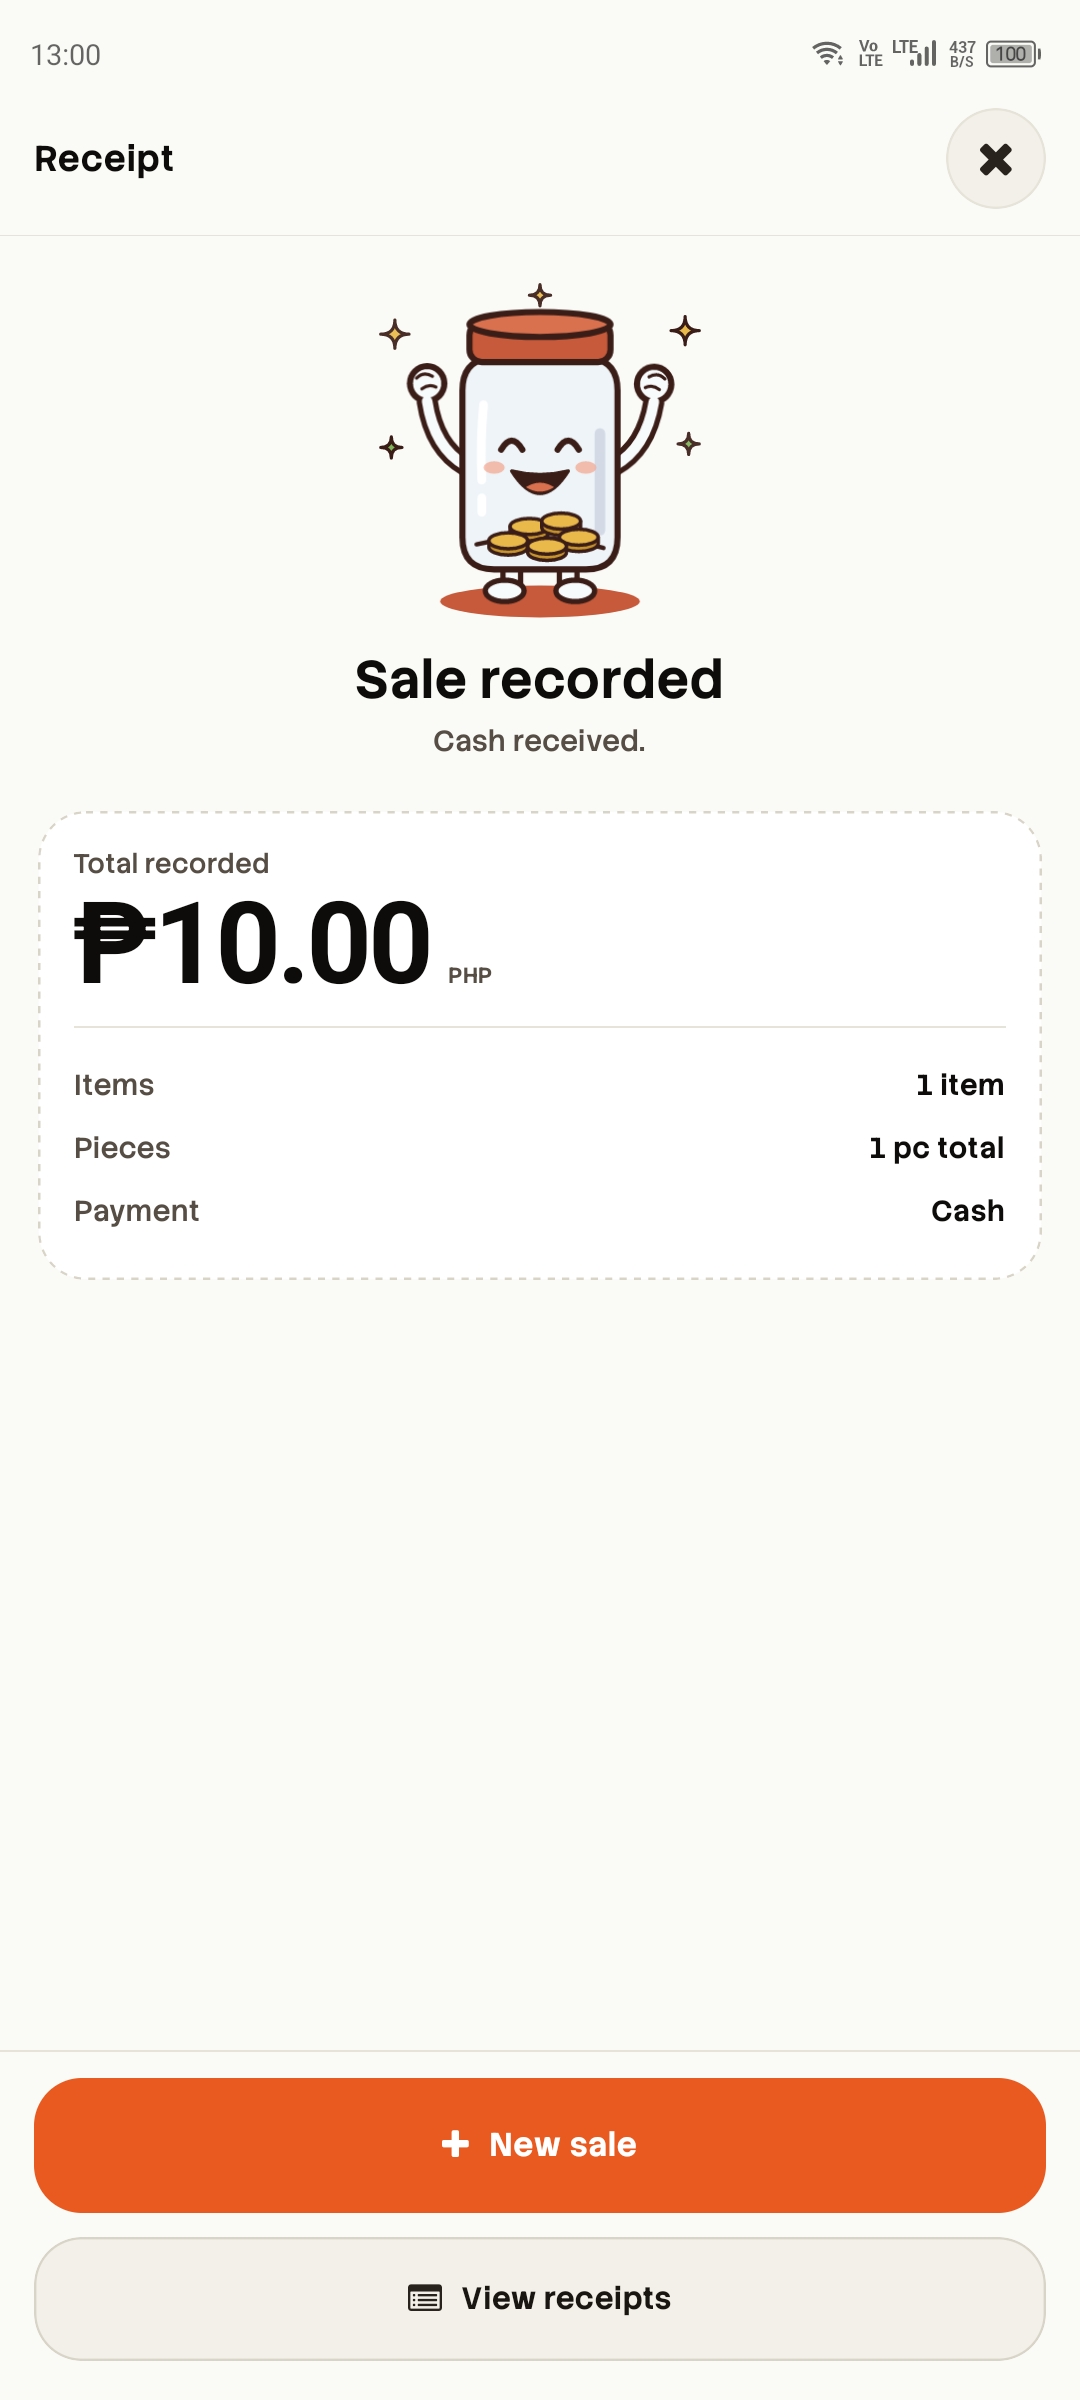 13:00
Vo LTE LTE 437 B/S 100
Receipt
Sale recorded
Cash received.
Total recorded
₱10.00 PHP
Items 1 item
Pieces 1 pc total
Payment Cash
New sale
View receipts